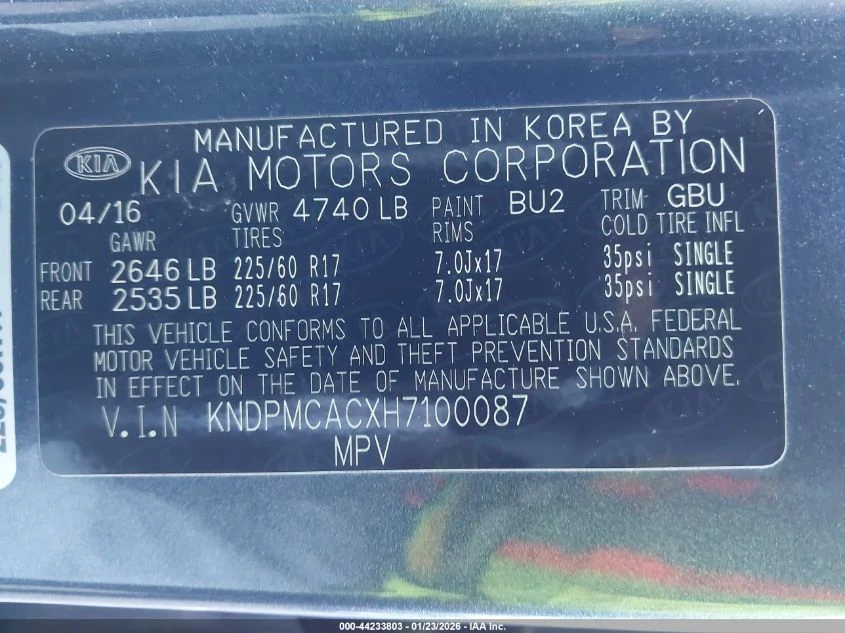 MANUFACTURED IN KOREA BY
KIA KIA MOTORS CORPORATION
04/16 GVWR 4740 LB PAINT BU2 TRIM GBU
GAWR TIRES RIMS COLD TIRE INFL
FRONT 2646 LB 225/60 R17 7.0Jx17 35psi SINGLE
REAR 2535 LB 225/60 R17 7.0Jx17 35psi SINGLE
THIS VEHICLE CONFORMS TO ALL APPLICABLE U.S.A. FEDERAL
MOTOR VEHICLE SAFETY AND THEFT PREVENTION STANDARDS
IN EFFECT ON THE DATE OF MANUFACTURE SHOWN ABOVE.
V.I.N KNDPMCACXH7100087
MPV
000-44233803 - 01/23/2026 - IAA Inc.